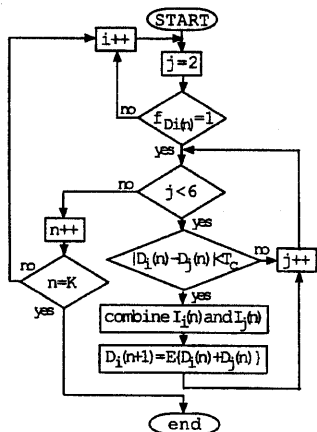 START
i++
j=2
f_Di(n)=1
no
yes
j<6
no
yes
n++
|D_i(n)-D_j(n)|<T_c
no
j++
n=K
no
yes
yes
combine I_i(n) and I_j(n)
D_i(n+1)=E{D_i(n)+D_j(n)}
end